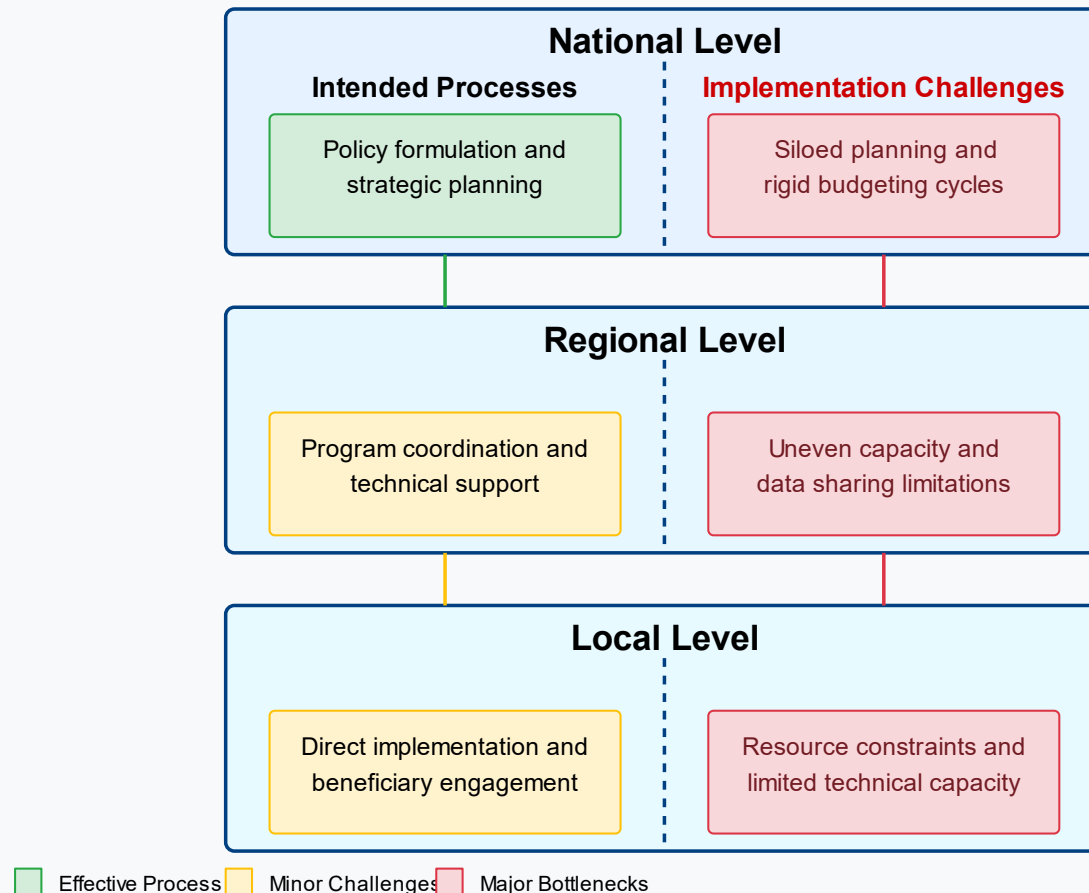 National Level
Intended Processes
Implementation Challenges
Policy formulation and
strategic planning
Siloed planning and
rigid budgeting cycles
Regional Level
Program coordination and
technical support
Uneven capacity and
data sharing limitations
Local Level
Direct implementation and
beneficiary engagement
Resource constraints and
limited technical capacity
Effective Process
Minor Challenges
Major Bottlenecks